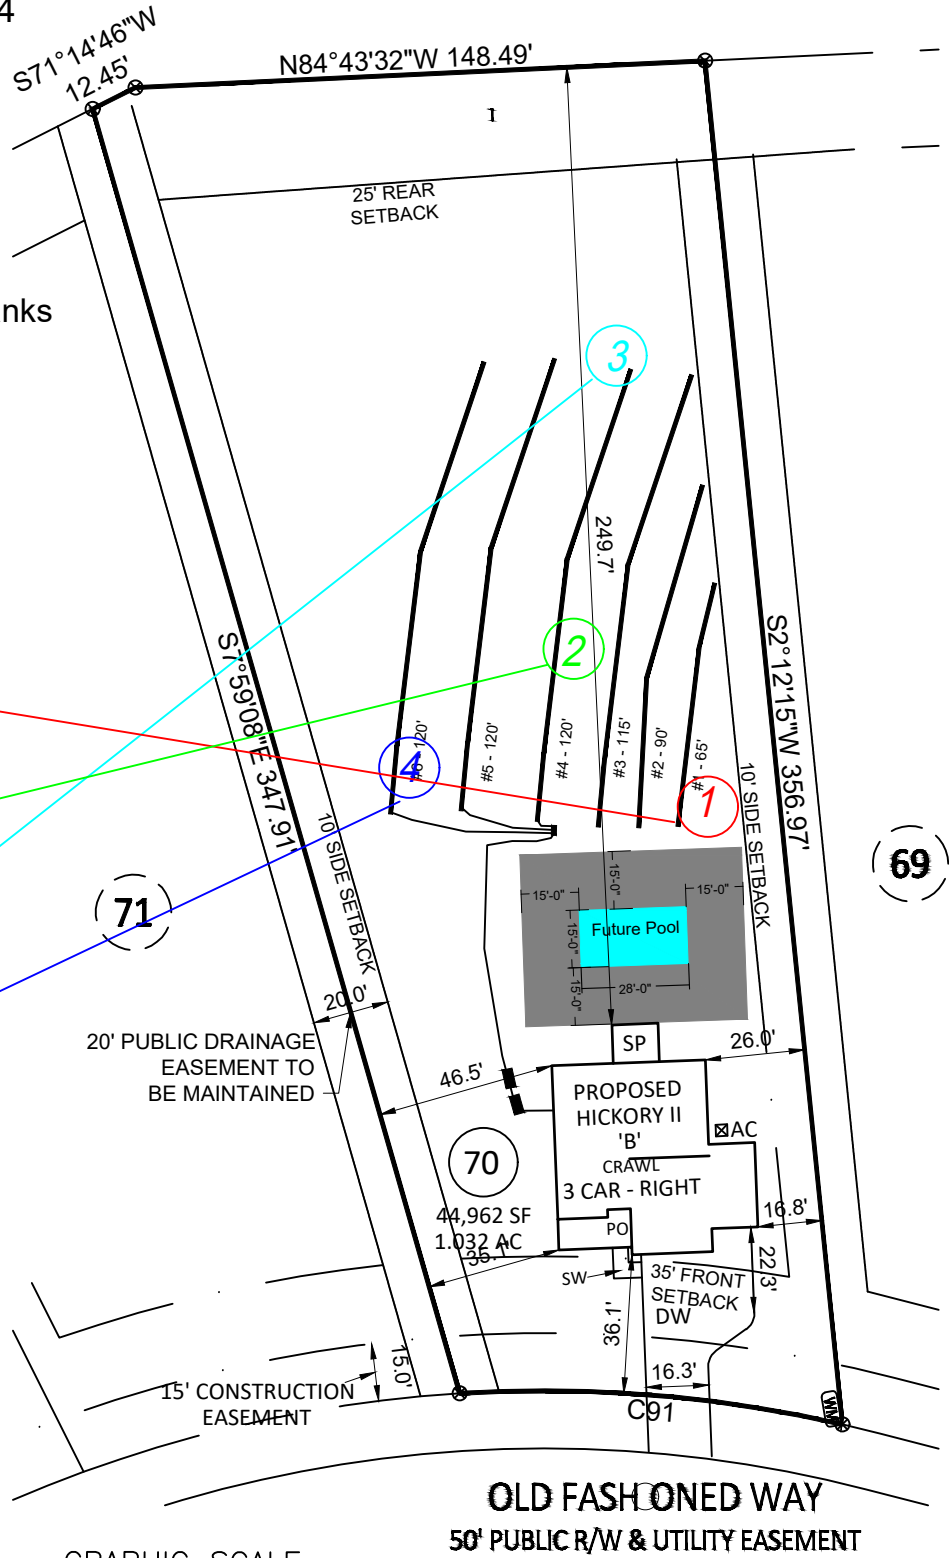 4
S71°14'46"W
12.45'
N84°43'32"W 148.49'
1
25' REAR
SETBACK
nks
3
249.7'
2
S7°59'08"E 347.91'
S2°12'15"W 356.97'
#6 - 120'
#5 - 120'
#4 - 120'
#3 - 115'
#2 - 90'
#1 - 65'
4
1
10' SIDE SETBACK
10' SIDE SETBACK
69
71
15'-0"
15'-0"
15'-0"
15'-0"
Future Pool
15'-0"
28'-0"
20.0'
20' PUBLIC DRAINAGE
EASEMENT TO
BE MAINTAINED
SP
26.0'
46.5'
PROPOSED
HICKORY II
'B'
CRAWL
3 CAR - RIGHT
AC
70
44,962 SF
1.032 AC
35.1'
PO
16.8'
SW
35' FRONT
SETBACK
22.3'
DW
36.1'
16.3'
15.0'
15' CONSTRUCTION
EASEMENT
C91
WM
OLD FASHIONED WAY
50' PUBLIC R/W & UTILITY EASEMENT
GRAPHIC SCALE